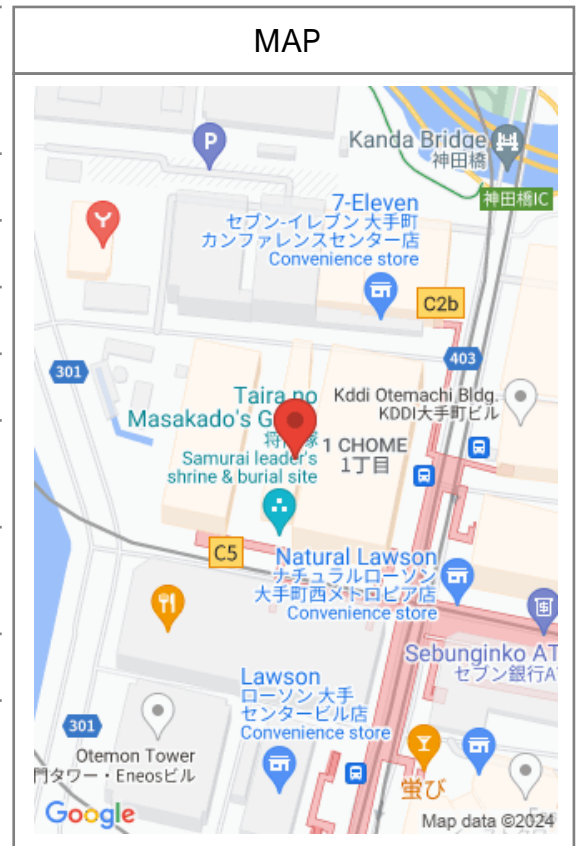 MAP
P
Kanda Bridge
神田橋
神田橋IC
7-Eleven
セブン-イレブン 大手町
カンファレンスセンター店
Convenience store
C2b
403
301
Taira no
Masakado's G
Kddi Otemachi Bldg.
KDDI大手町ビル
1 CHOME
1丁目
Samurai leader's
shrine & burial site
C5
Natural Lawson
ナチュラルローソン
大手町西メトロピア店
Convenience store
Sebunginko AT
セブン銀行A
Lawson
ローソン 大手
センタービル店
Convenience store
301
Otemon Tower
門タワー・Eneosビル
蛍び
Google
Map data ©2024